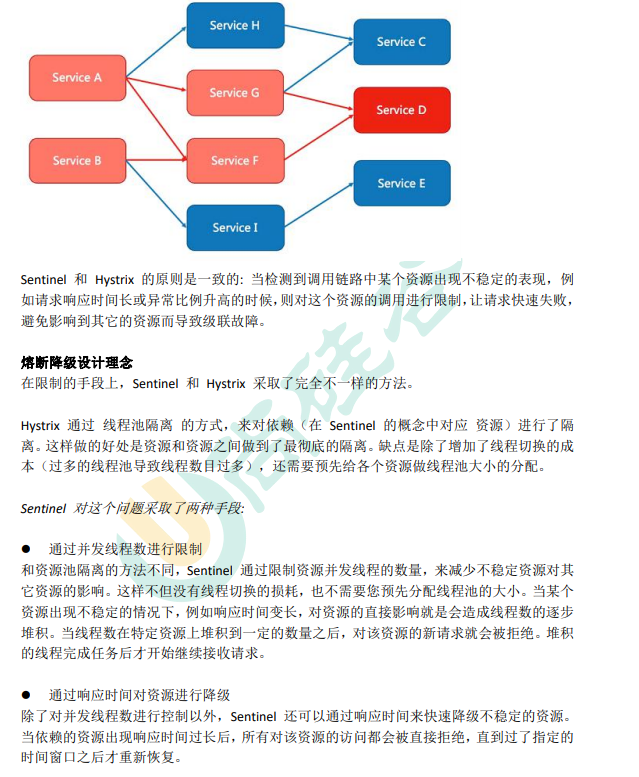 Service H
Service C
Service A
Service G
Service D
Service B
Service F
Service E
Service I
Sentinel 和 Hystrix 的原则是一致的: 当检测到调用链路中某个资源出现不稳定的表现，例
如请求响应时间长或异常比例升高的时候，则对这个资源的调用进行限制，让请求快速失败，
避免影响到其它的资源而导致级联故障。
熔断降级设计理念
在限制的手段上，Sentinel 和 Hystrix 采取了完全不一样的方法。
Hystrix 通过 线程池隔离 的方式，来对依赖（在 Sentinel 的概念中对应 资源）进行了隔
离。这样做的好处是资源和资源之间做到了最彻底的隔离。缺点是除了增加了线程切换的成
本（过多的线程池导致线程数目过多），还需要预先给各个资源做线程池大小的分配。
Sentinel 对这个问题采取了两种手段:
● 通过并发线程数进行限制
和资源池隔离的方法不同，Sentinel 通过限制资源并发线程的数量，来减少不稳定资源对其
它资源的影响。这样不但没有线程切换的损耗，也不需要您预先分配线程池的大小。当某个
资源出现不稳定的情况下，例如响应时间变长，对资源的直接影响就是会造成线程数的逐步
堆积。当线程数在特定资源上堆积到一定的数量之后，对该资源的新请求就会被拒绝。堆积
的线程完成任务后才开始继续接收请求。
● 通过响应时间对资源进行降级
除了对并发线程数进行控制以外，Sentinel 还可以通过响应时间来快速降级不稳定的资源。
当依赖的资源出现响应时间过长后，所有对该资源的访问都会被直接拒绝，直到过了指定的
时间窗口之后才重新恢复。
尚硅谷